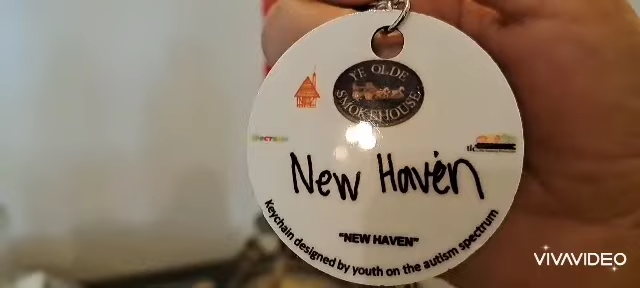 YE OLDE
SMOKEHOUSE
New Haven
"NEW HAVEN"
Keychain designed by youth on the autism spectrum
VIVAVIDEO